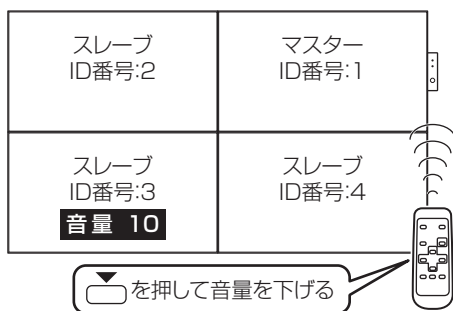 スレーブ
ID番号:2
マスター
ID番号:1
スレーブ
ID番号:3
音量 10
スレーブ
ID番号:4
を押して音量を下げる